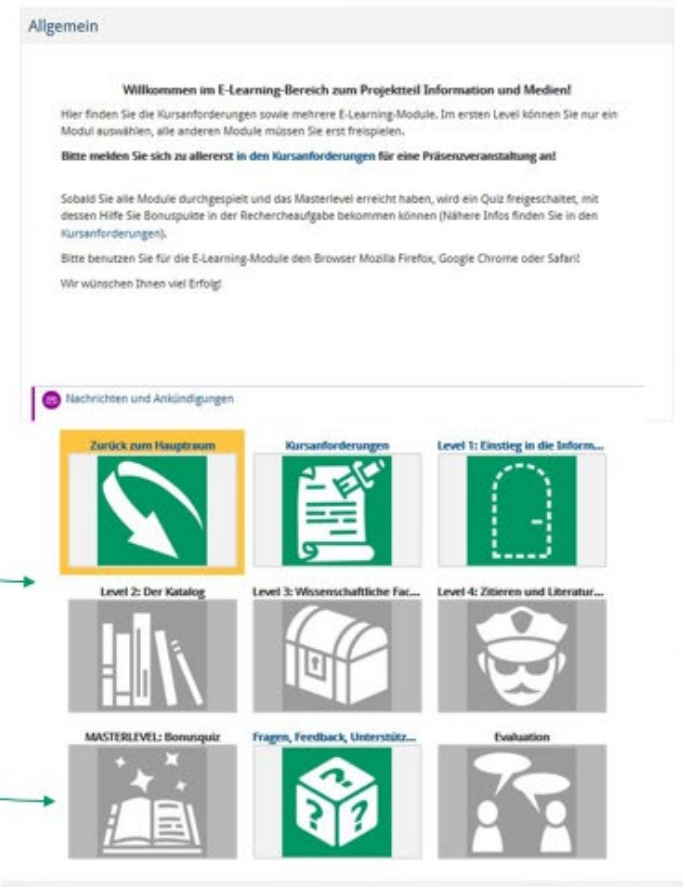 Allgemein
Willkommen im E-Learning-Bereich zum Projektteil Information und Medien!
Hier finden Sie die Kursanforderungen sowie mehrere E-Learning-Module. Im ersten Level können Sie nur ein
Modul auswählen, alle anderen Module müssen Sie erst freispielen.
Bitte melden Sie sich zu allererst in den Kursanforderungen für eine Präsenzveranstaltung an!
Sobald Sie alle Module durchgespielt und das Masterlevel erreicht haben, wird ein Quiz freigeschaltet, mit
dessen Hilfe Sie Bonuspukte in der Rechercheaufgabe bekommen können (Nähere Infos finden Sie in den
Kursanforderungen).
Bitte benutzen Sie für die E-Learning-Module den Browser Mozilla Firefox, Google Chrome oder Safari!
Wir wünschen Ihnen viel Erfolg!
Nachrichten und Ankündigungen
Zurück zum Hauptraum
Kursanforderungen
Level 1: Einstieg in die Inform...
Level 2: Der Katalog
Level 3: Wissenschaftliche Fac...
Level 4: Zitieren und Literatur...
MASTERLEVEL: Bonusquiz
Fragen, Feedback, Unterstütz...
Evaluation
? ? ?